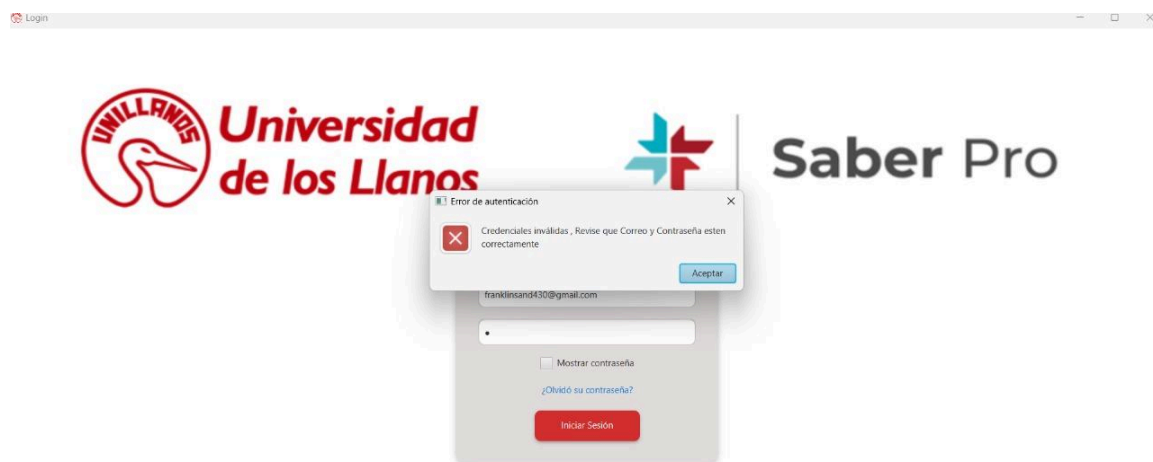 Login
UNILLANOS
Universidad
de los Llanos
Saber Pro
Error de autenticación
Credenciales inválidas , Revise que Correo y Contraseña esten
correctamente
Aceptar
franklinsand430@gmail.com
Mostrar contraseña
¿Olvidó su contraseña?
Iniciar Sesión